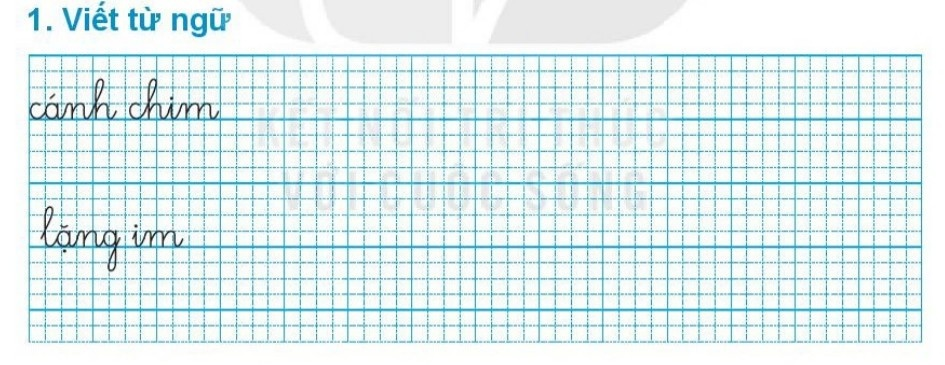 1. Viết từ ngữ
cánh chim
KẾT NỐI TRI THỨC
VỚI CUỘC SỐNG
lặng im